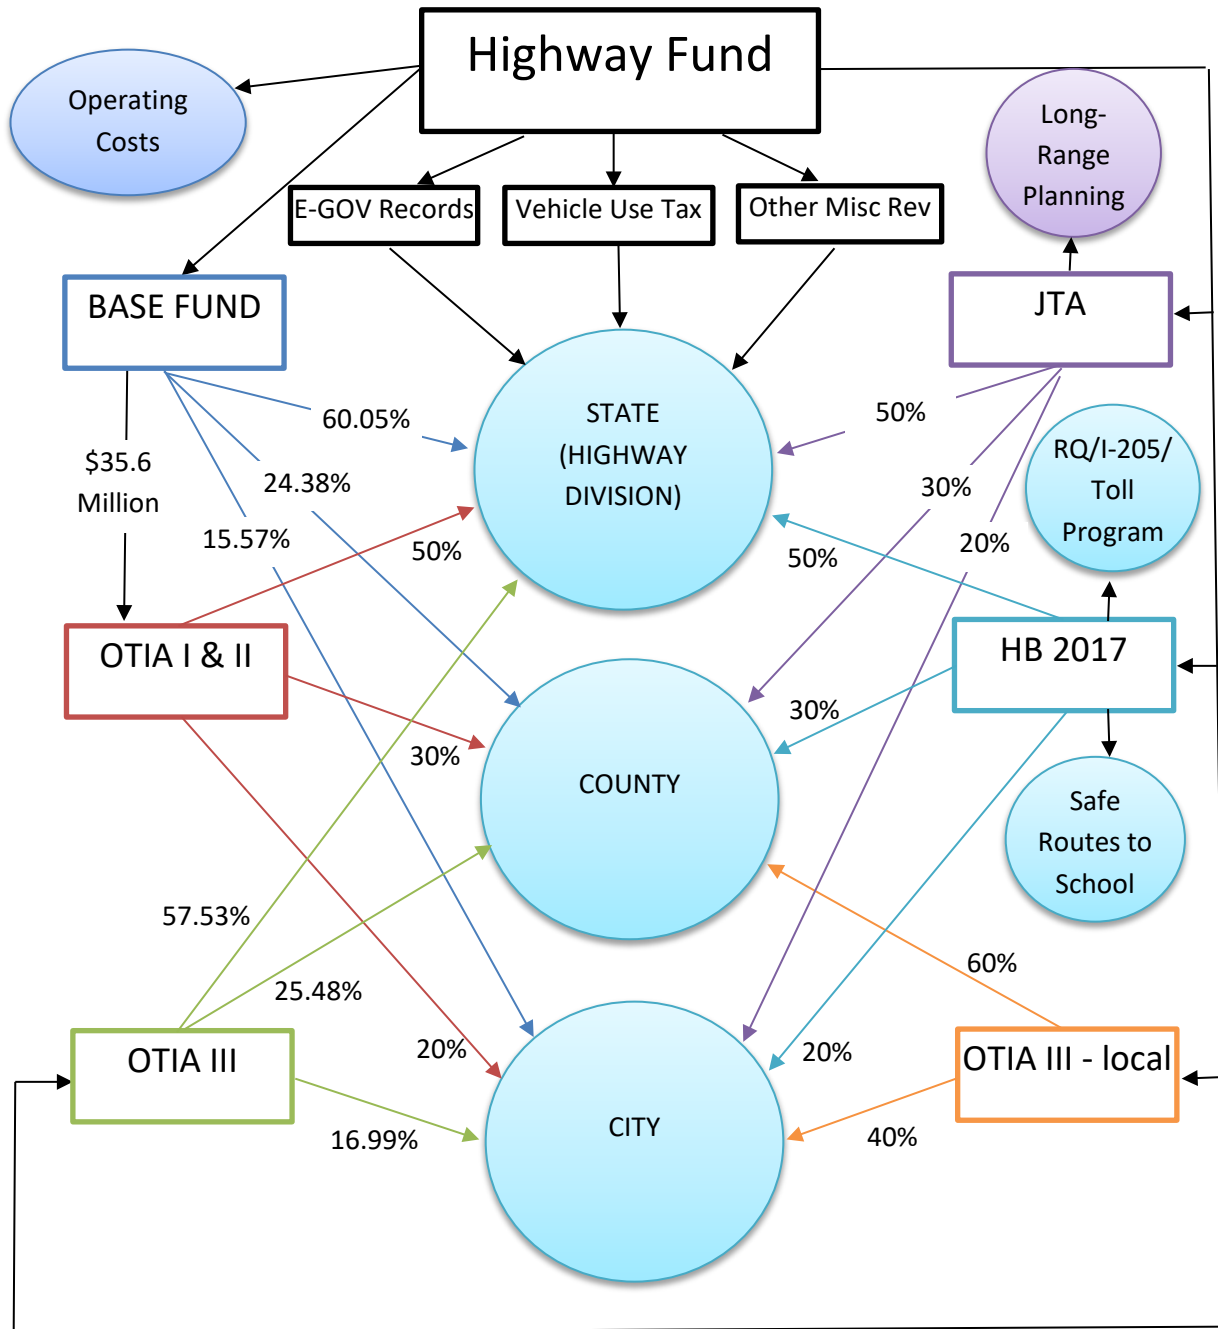 Highway Fund
Operating
Costs
Long-
Range
Planning
E-GOV Records
Vehicle Use Tax
Other Misc Rev
BASE FUND
JTA
STATE
(HIGHWAY
DIVISION)
60.05%
50%
$35.6
Million
24.38%
15.57%
50%
30%
20%
50%
RQ/I-205/
Toll
Program
OTIA I & II
HB 2017
30%
30%
COUNTY
Safe
Routes to
School
57.53%
25.48%
60%
OTIA III
20%
20%
OTIA III - local
16.99%
CITY
40%